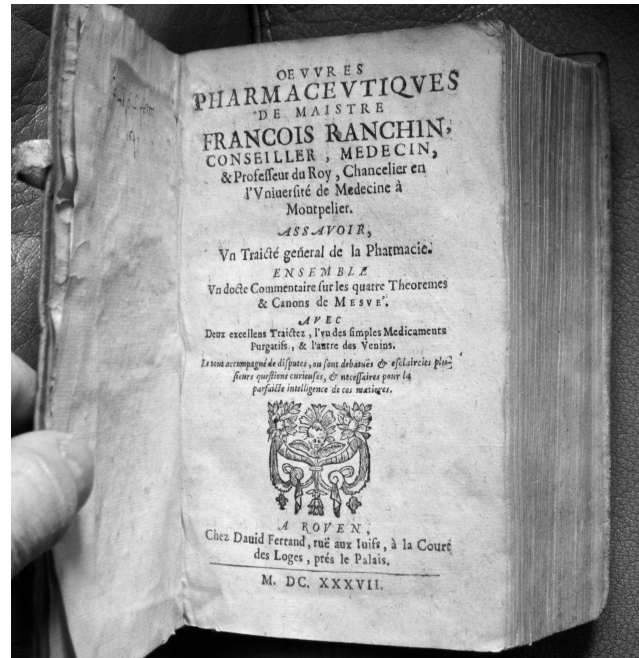 OEVVRES
PHARMACEVTIQVES
DE MAISTRE
FRANCOIS RANCHIN,
CONSEILLER, MEDECIN,
& Professeur du Roy, Chancelier en
l'Vniuersité de Medecine à
Montpelier.
ASSAVOIR,
Vn Traicté general de la Pharmacie.
ENSEMBLE
Vn docte Commentaire sur les quatre Theoremes
& Canons de MESVE'.
AVEC
Deux excellens Traictez, l'vn des simples Medicaments
Purgatifs, & l'autre des Venins.
Le tout accompagné de disputes, ou sont debatuës & esclaircies plu-
sieurs questions curieuses, & necessaires pour la
parfaicte intelligence de ces matieres.
A ROVEN,
Chez Dauid Ferrand, ruë aux Iuifs, à la Court
des Loges, prés le Palais.
M. DC. XXXVII.